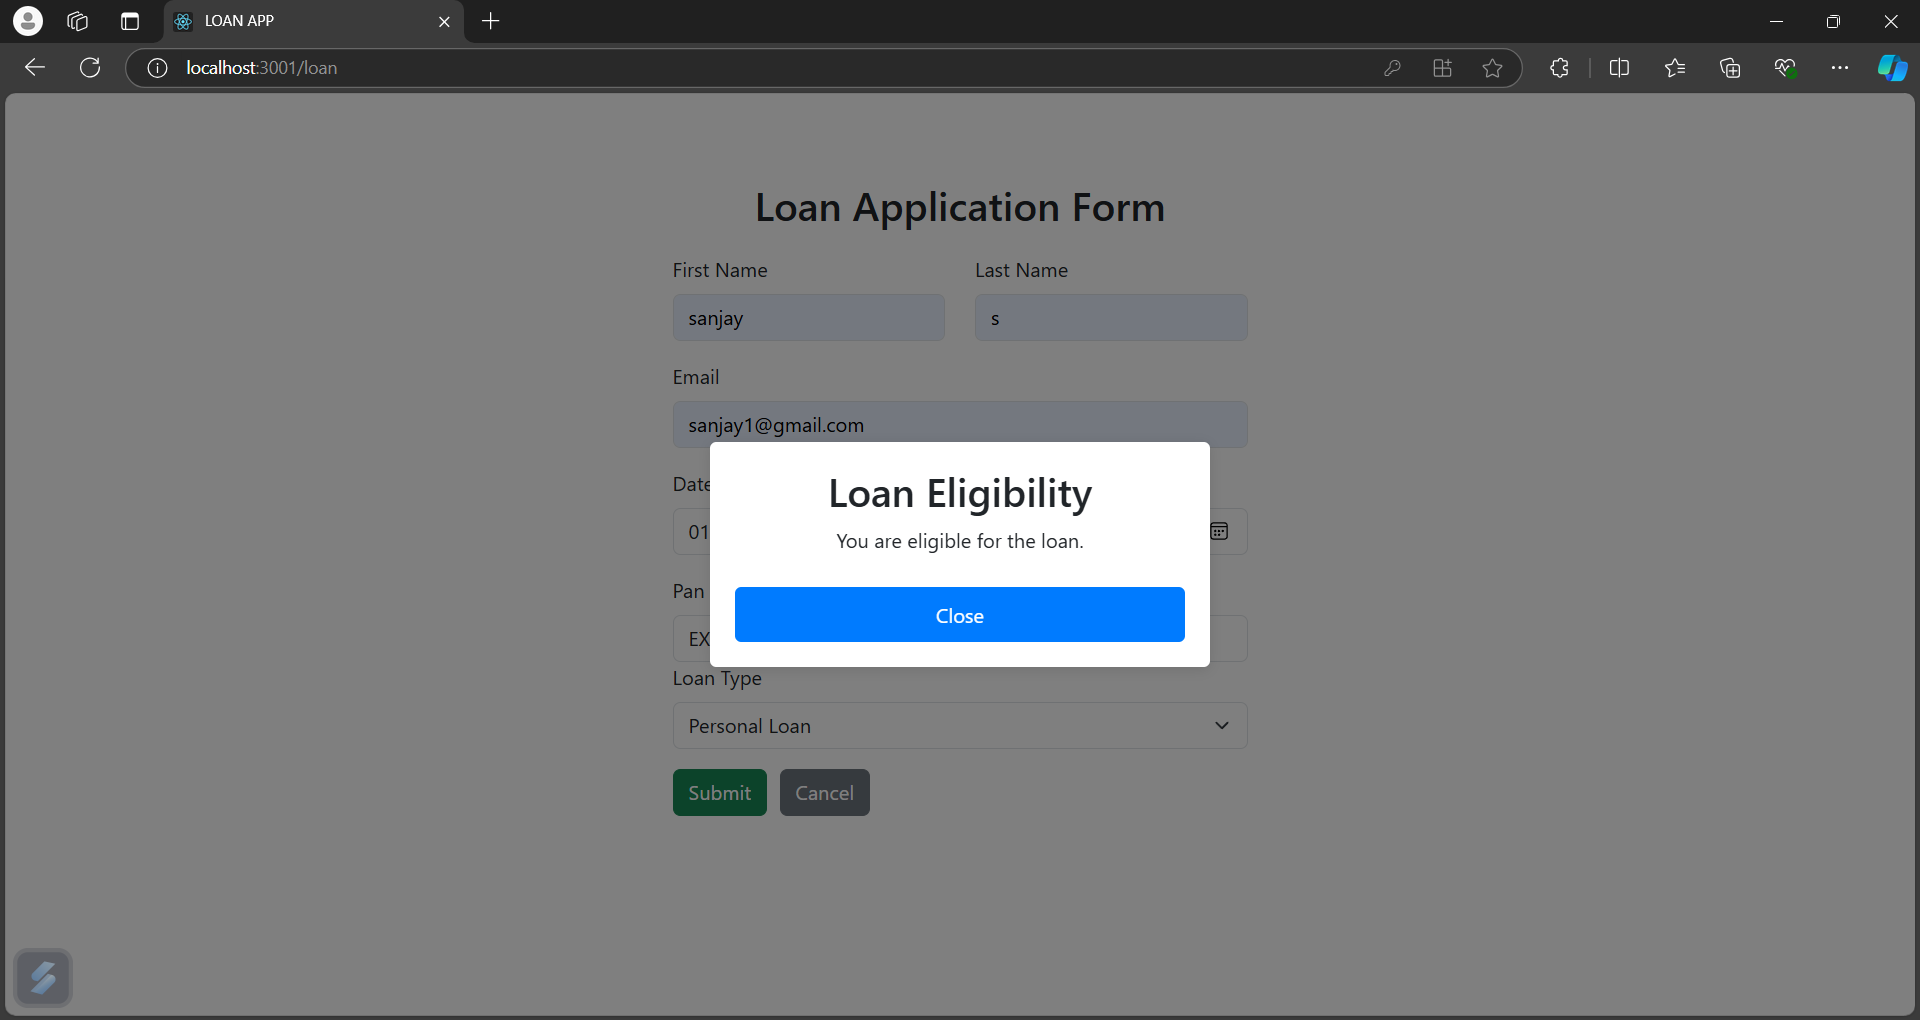 LOAN APP
localhost:3001/loan
Loan Application Form
First Name
Last Name
sanjay
s
Email
sanjay1@gmail.com
Date
01
Loan Eligibility
You are eligible for the loan.
Close
Pan
EX
Loan Type
Personal Loan
Submit
Cancel